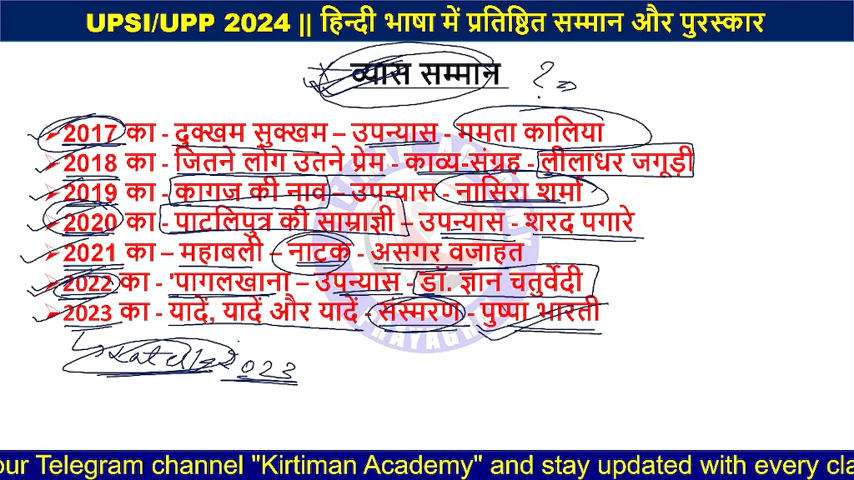 UPSI/UPP 2024 || हिन्दी भाषा में प्रतिष्ठित सम्मान और पुरस्कार
व्यास सम्मान ?
2017 का - दुक्खम सुक्खम – उपन्यास - ममता कालिया
2018 का - जितने लोग उतने प्रेम - काव्य-संग्रह - लीलाधर जगूड़ी
2019 का - कागज की नाव – उपन्यास - नासिरा शर्मा
2020 का - पाटलिपुत्र की साम्राज्ञी – उपन्यास - शरद पगारे
2021 का – महाबली – नाटक - असगर वजाहत
2022 का - 'पागलखाना – उपन्यास - डॉ. ज्ञान चतुर्वेदी
2023 का - यादें, यादें और यादें - संस्मरण - पुष्पा भारती
2023
our Telegram channel "Kirtiman Academy" and stay updated with every cla